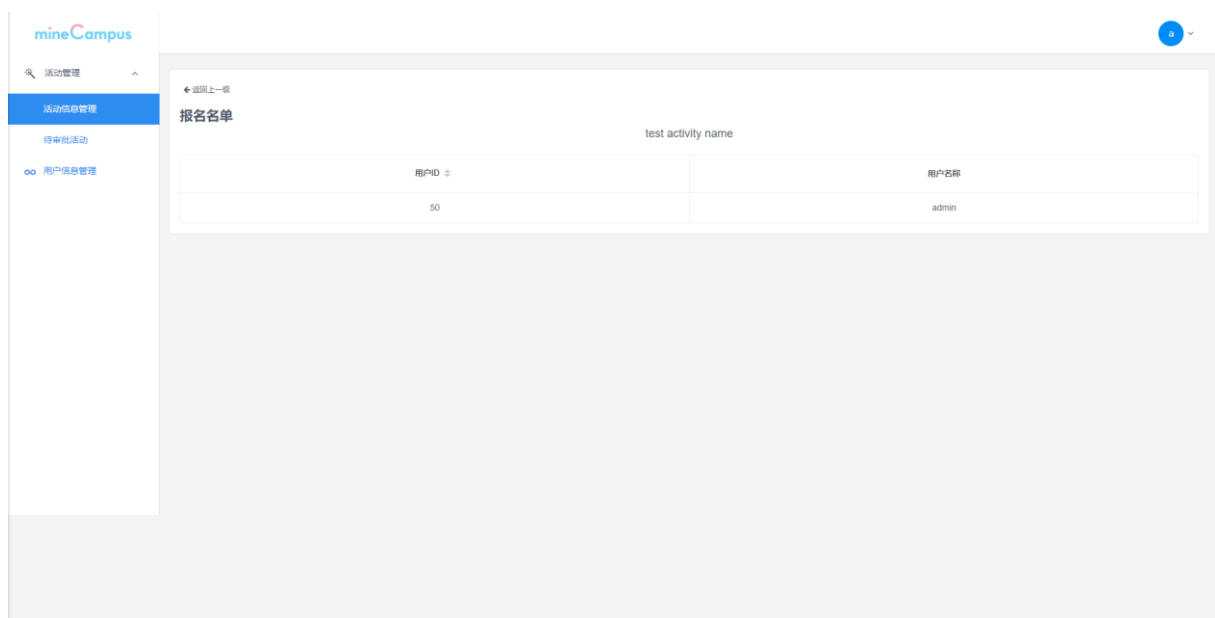 mineCampus
a
活动管理
活动信息管理
待审批活动
用户信息管理
返回上一级
报名名单
test activity name
用户ID 用户名称
50 admin